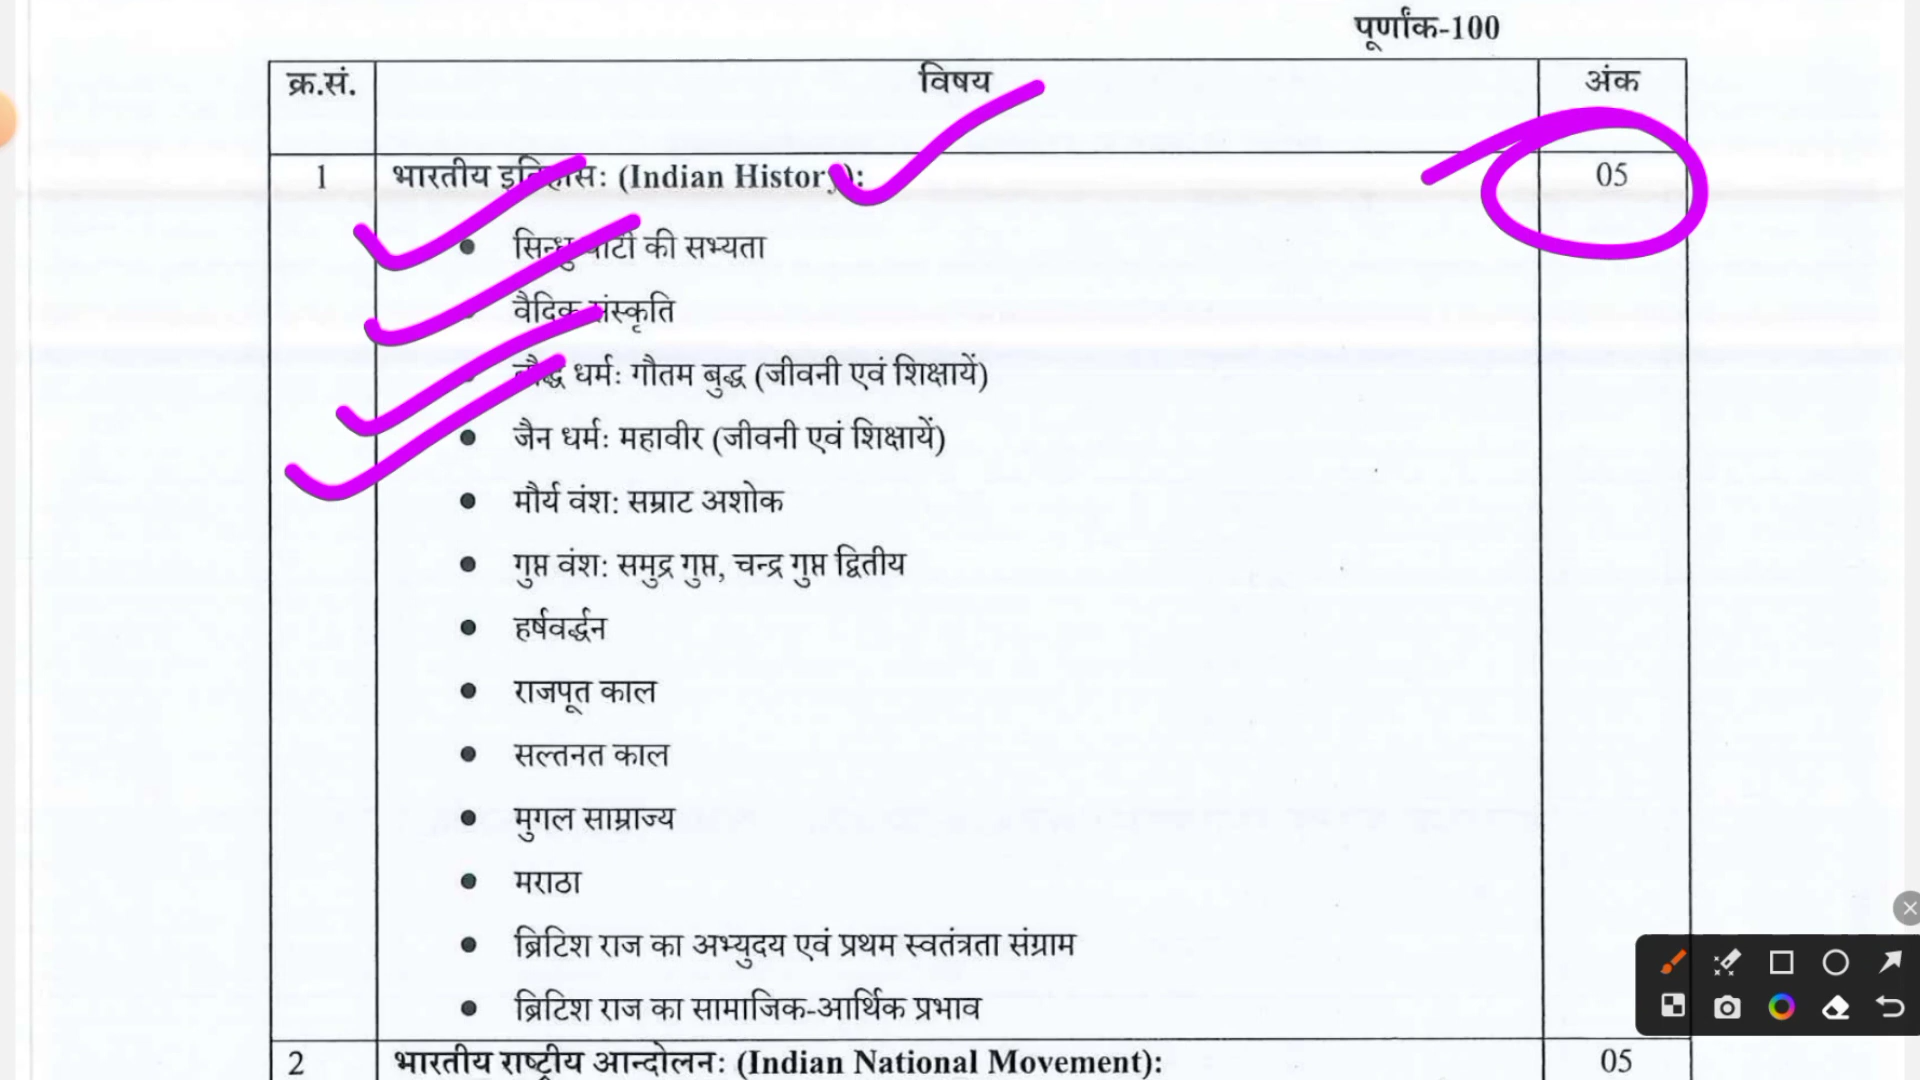 पूर्णांक-100
क्र.सं. विषय अंक
1 भारतीय इतिहास: (Indian History): 05
सिन्धु घाटी की सभ्यता
वैदिक संस्कृति
बौद्ध धर्म: गौतम बुद्ध (जीवनी एवं शिक्षायें)
जैन धर्म: महावीर (जीवनी एवं शिक्षायें)
मौर्य वंश: सम्राट अशोक
गुप्त वंश: समुद्र गुप्त, चन्द्र गुप्त द्वितीय
हर्षवर्द्धन
राजपूत काल
सल्तनत काल
मुगल साम्राज्य
मराठा
ब्रिटिश राज का अभ्युदय एवं प्रथम स्वतंत्रता संग्राम
ब्रिटिश राज का सामाजिक-आर्थिक प्रभाव
2 भारतीय राष्ट्रीय आन्दोलन: (Indian National Movement): 05